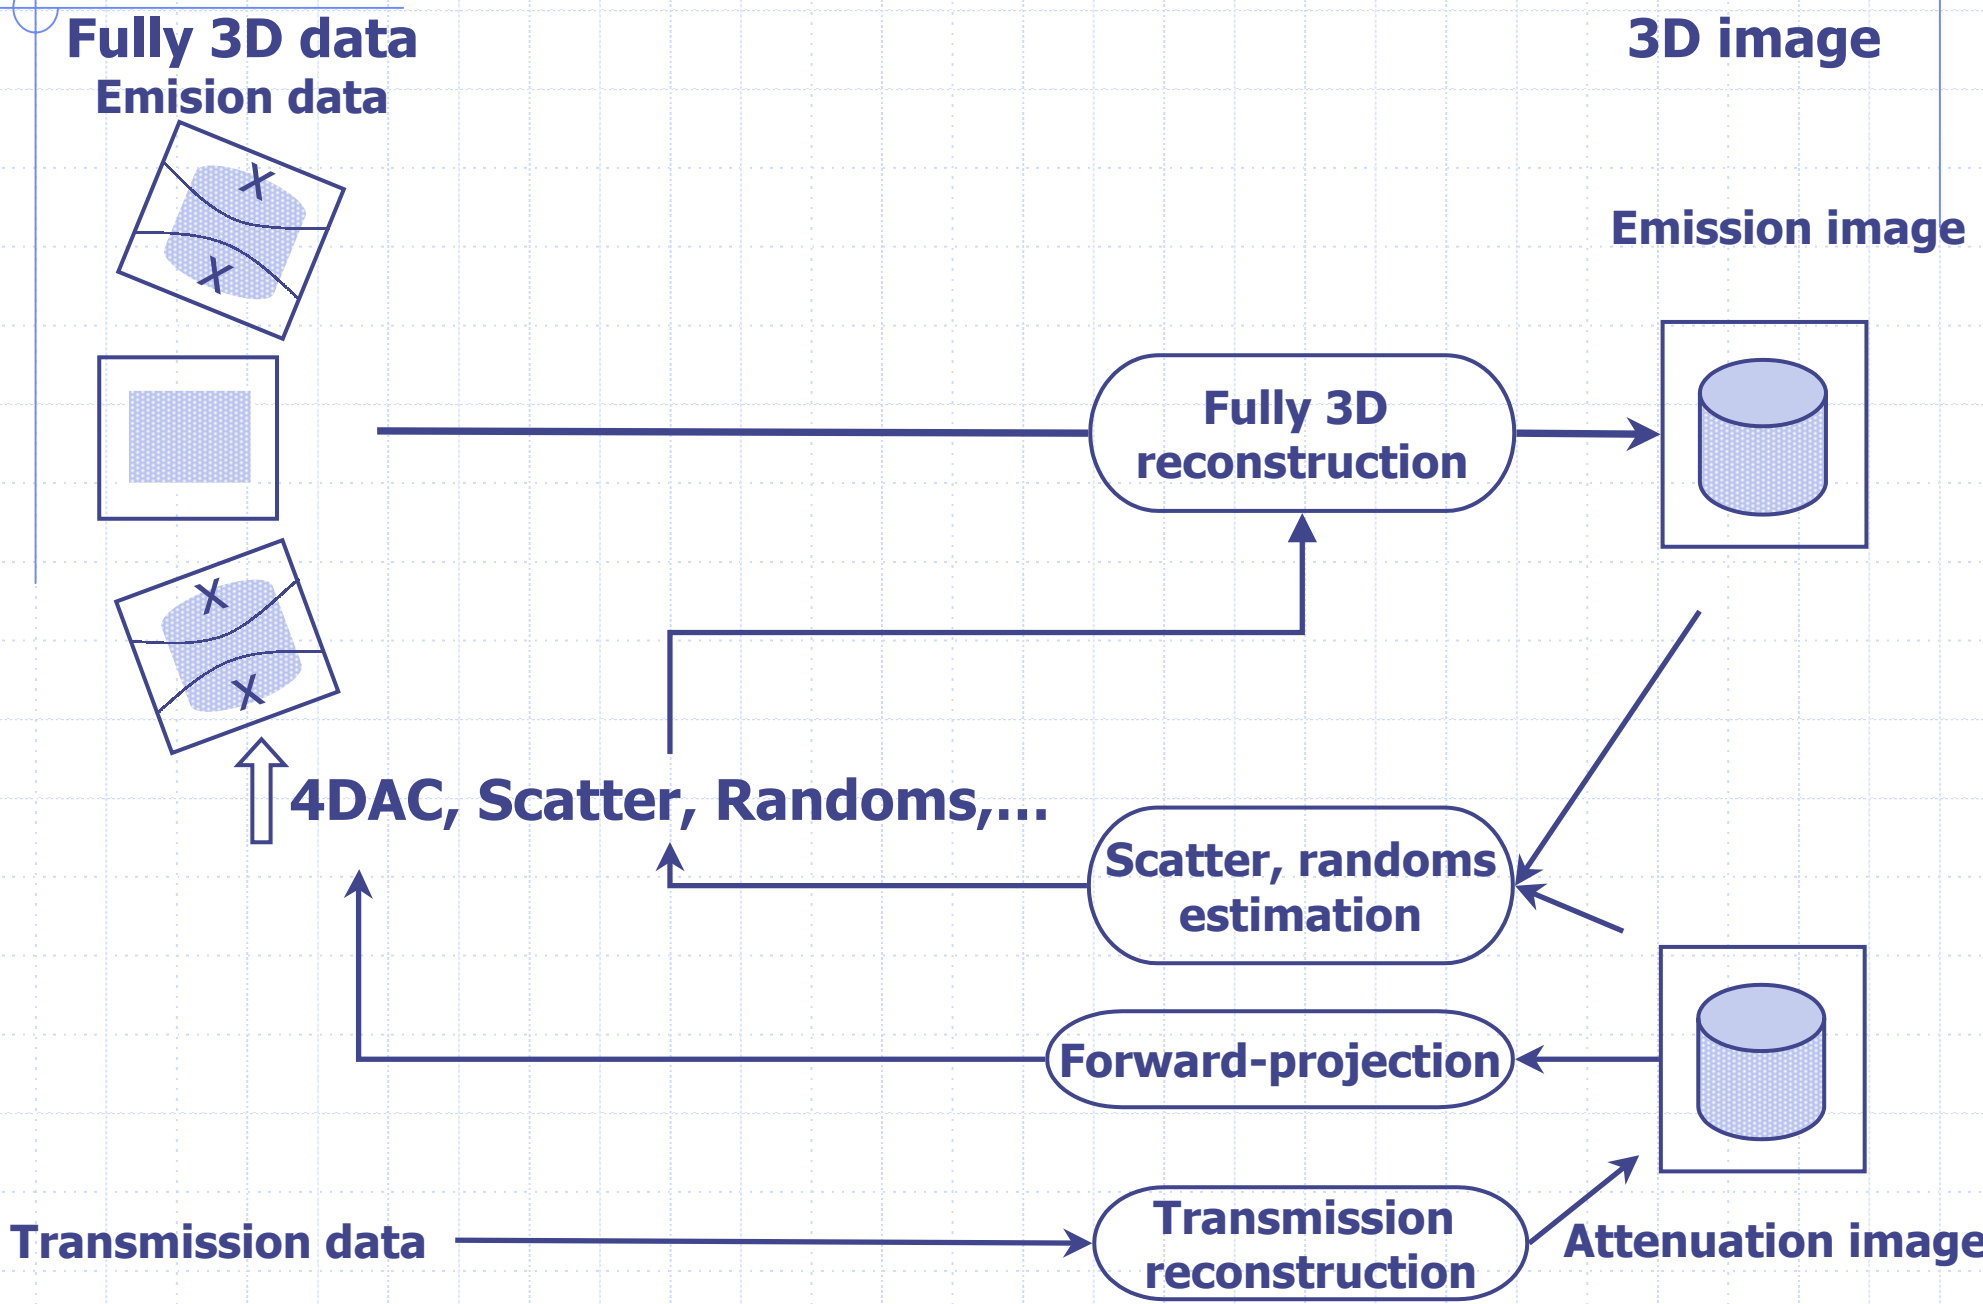 Fully 3D data
3D image
Emision data
Emission image
X
X
Fully 3D
reconstruction
X
X
4DAC, Scatter, Randoms,...
Scatter, randoms
estimation
Forward-projection
Transmission
reconstruction
Transmission data
Attenuation image